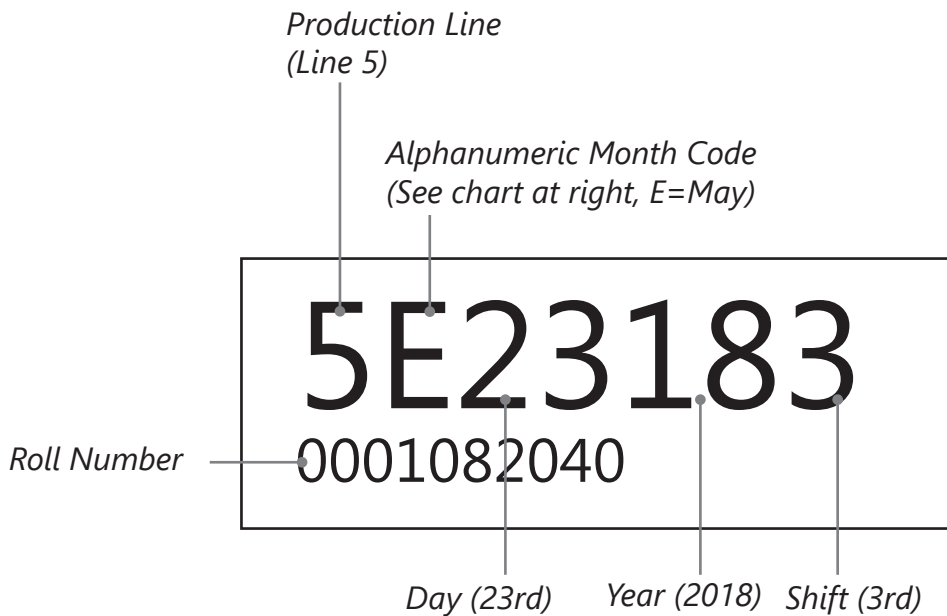 Production Line
(Line 5)
Alphanumeric Month Code
(See chart at right, E=May)
5E23183
Roll Number
0001082040
Day (23rd)
Year (2018)
Shift (3rd)